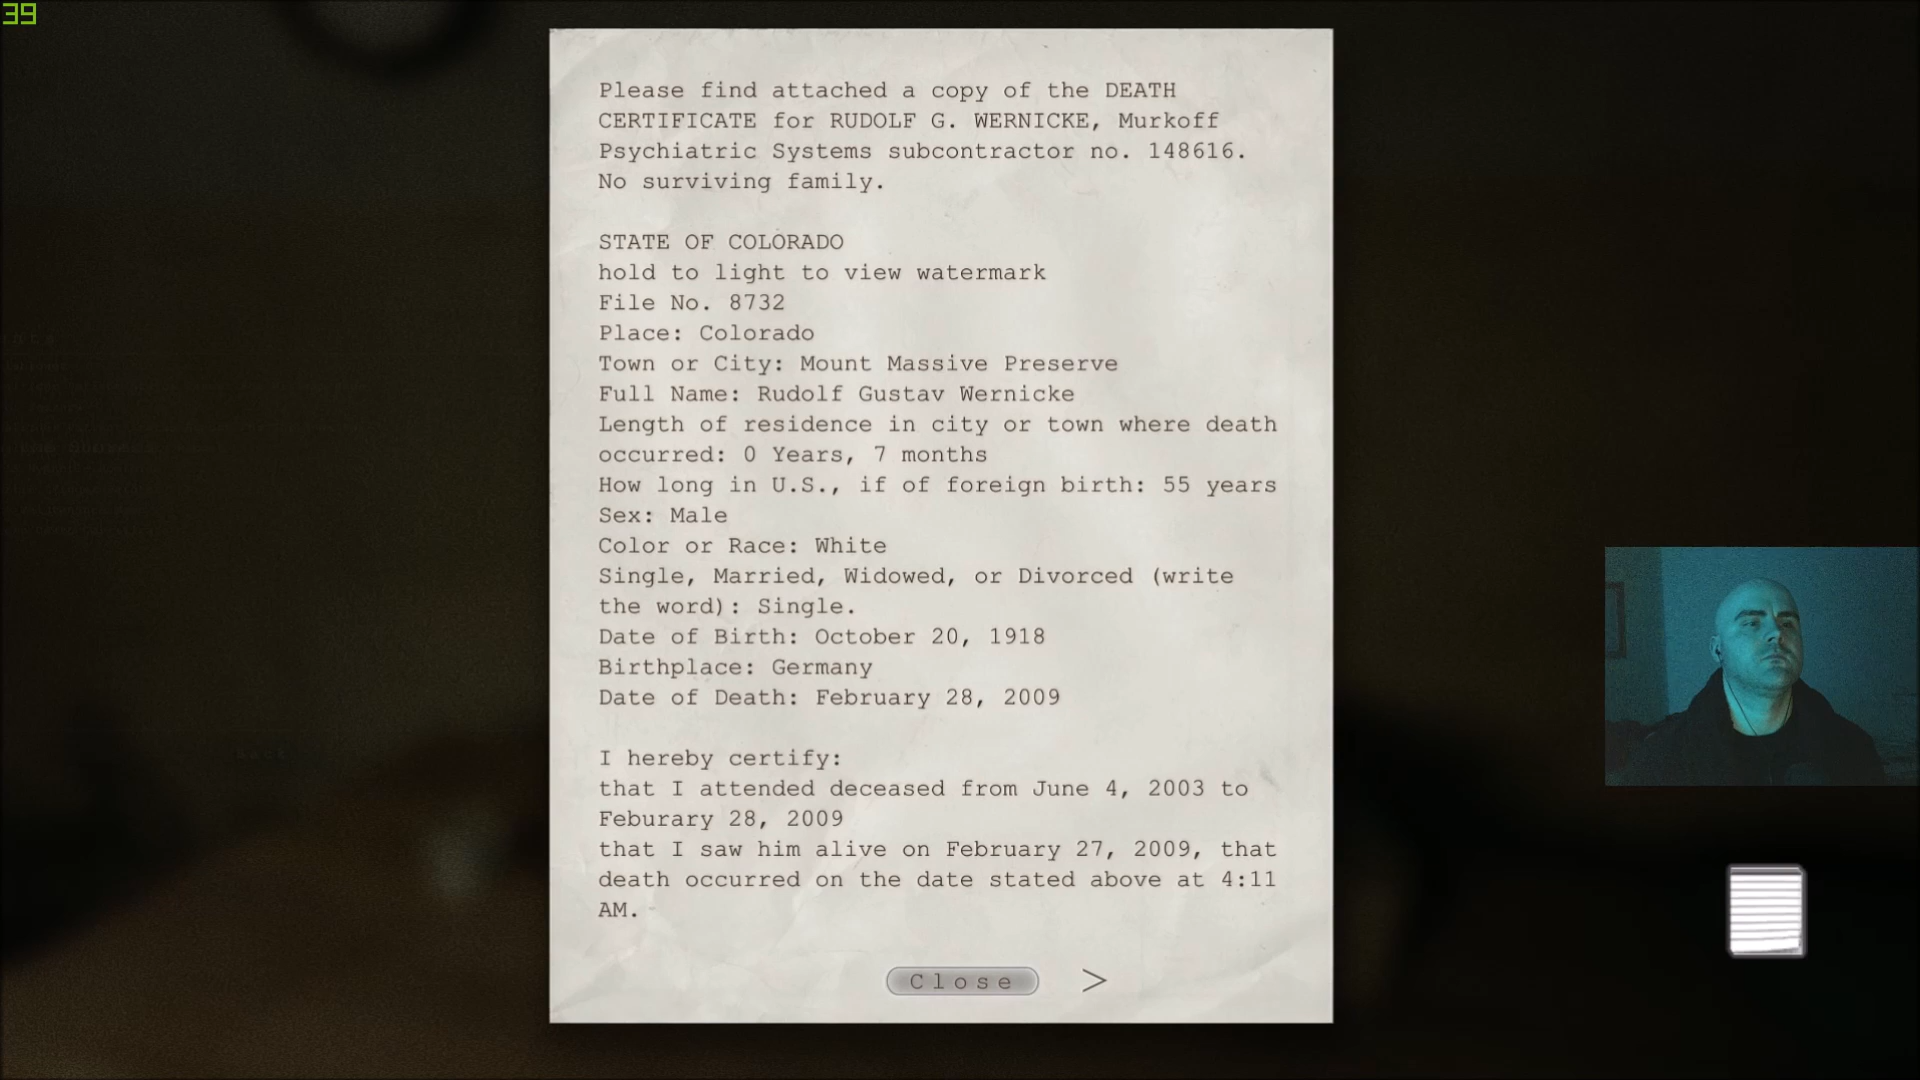 39
Please find attached a copy of the DEATH
CERTIFICATE for RUDOLF G. WERNICKE, Murkoff
Psychiatric Systems subcontractor no. 148616.
No surviving family.
STATE OF COLORADO
hold to light to view watermark
File No. 8732
Place: Colorado
Town or City: Mount Massive Preserve
Full Name: Rudolf Gustav Wernicke
Length of residence in city or town where death
occurred: 0 Years, 7 months
How long in U.S., if of foreign birth: 55 years
Sex: Male
Color or Race: White
Single, Married, Widowed, or Divorced (write
the word): Single.
Date of Birth: October 20, 1918
Birthplace: Germany
Date of Death: February 28, 2009
I hereby certify:
that I attended deceased from June 4, 2003 to
Feburary 28, 2009
that I saw him alive on February 27, 2009, that
death occurred on the date stated above at 4:11
AM.
Close >
back